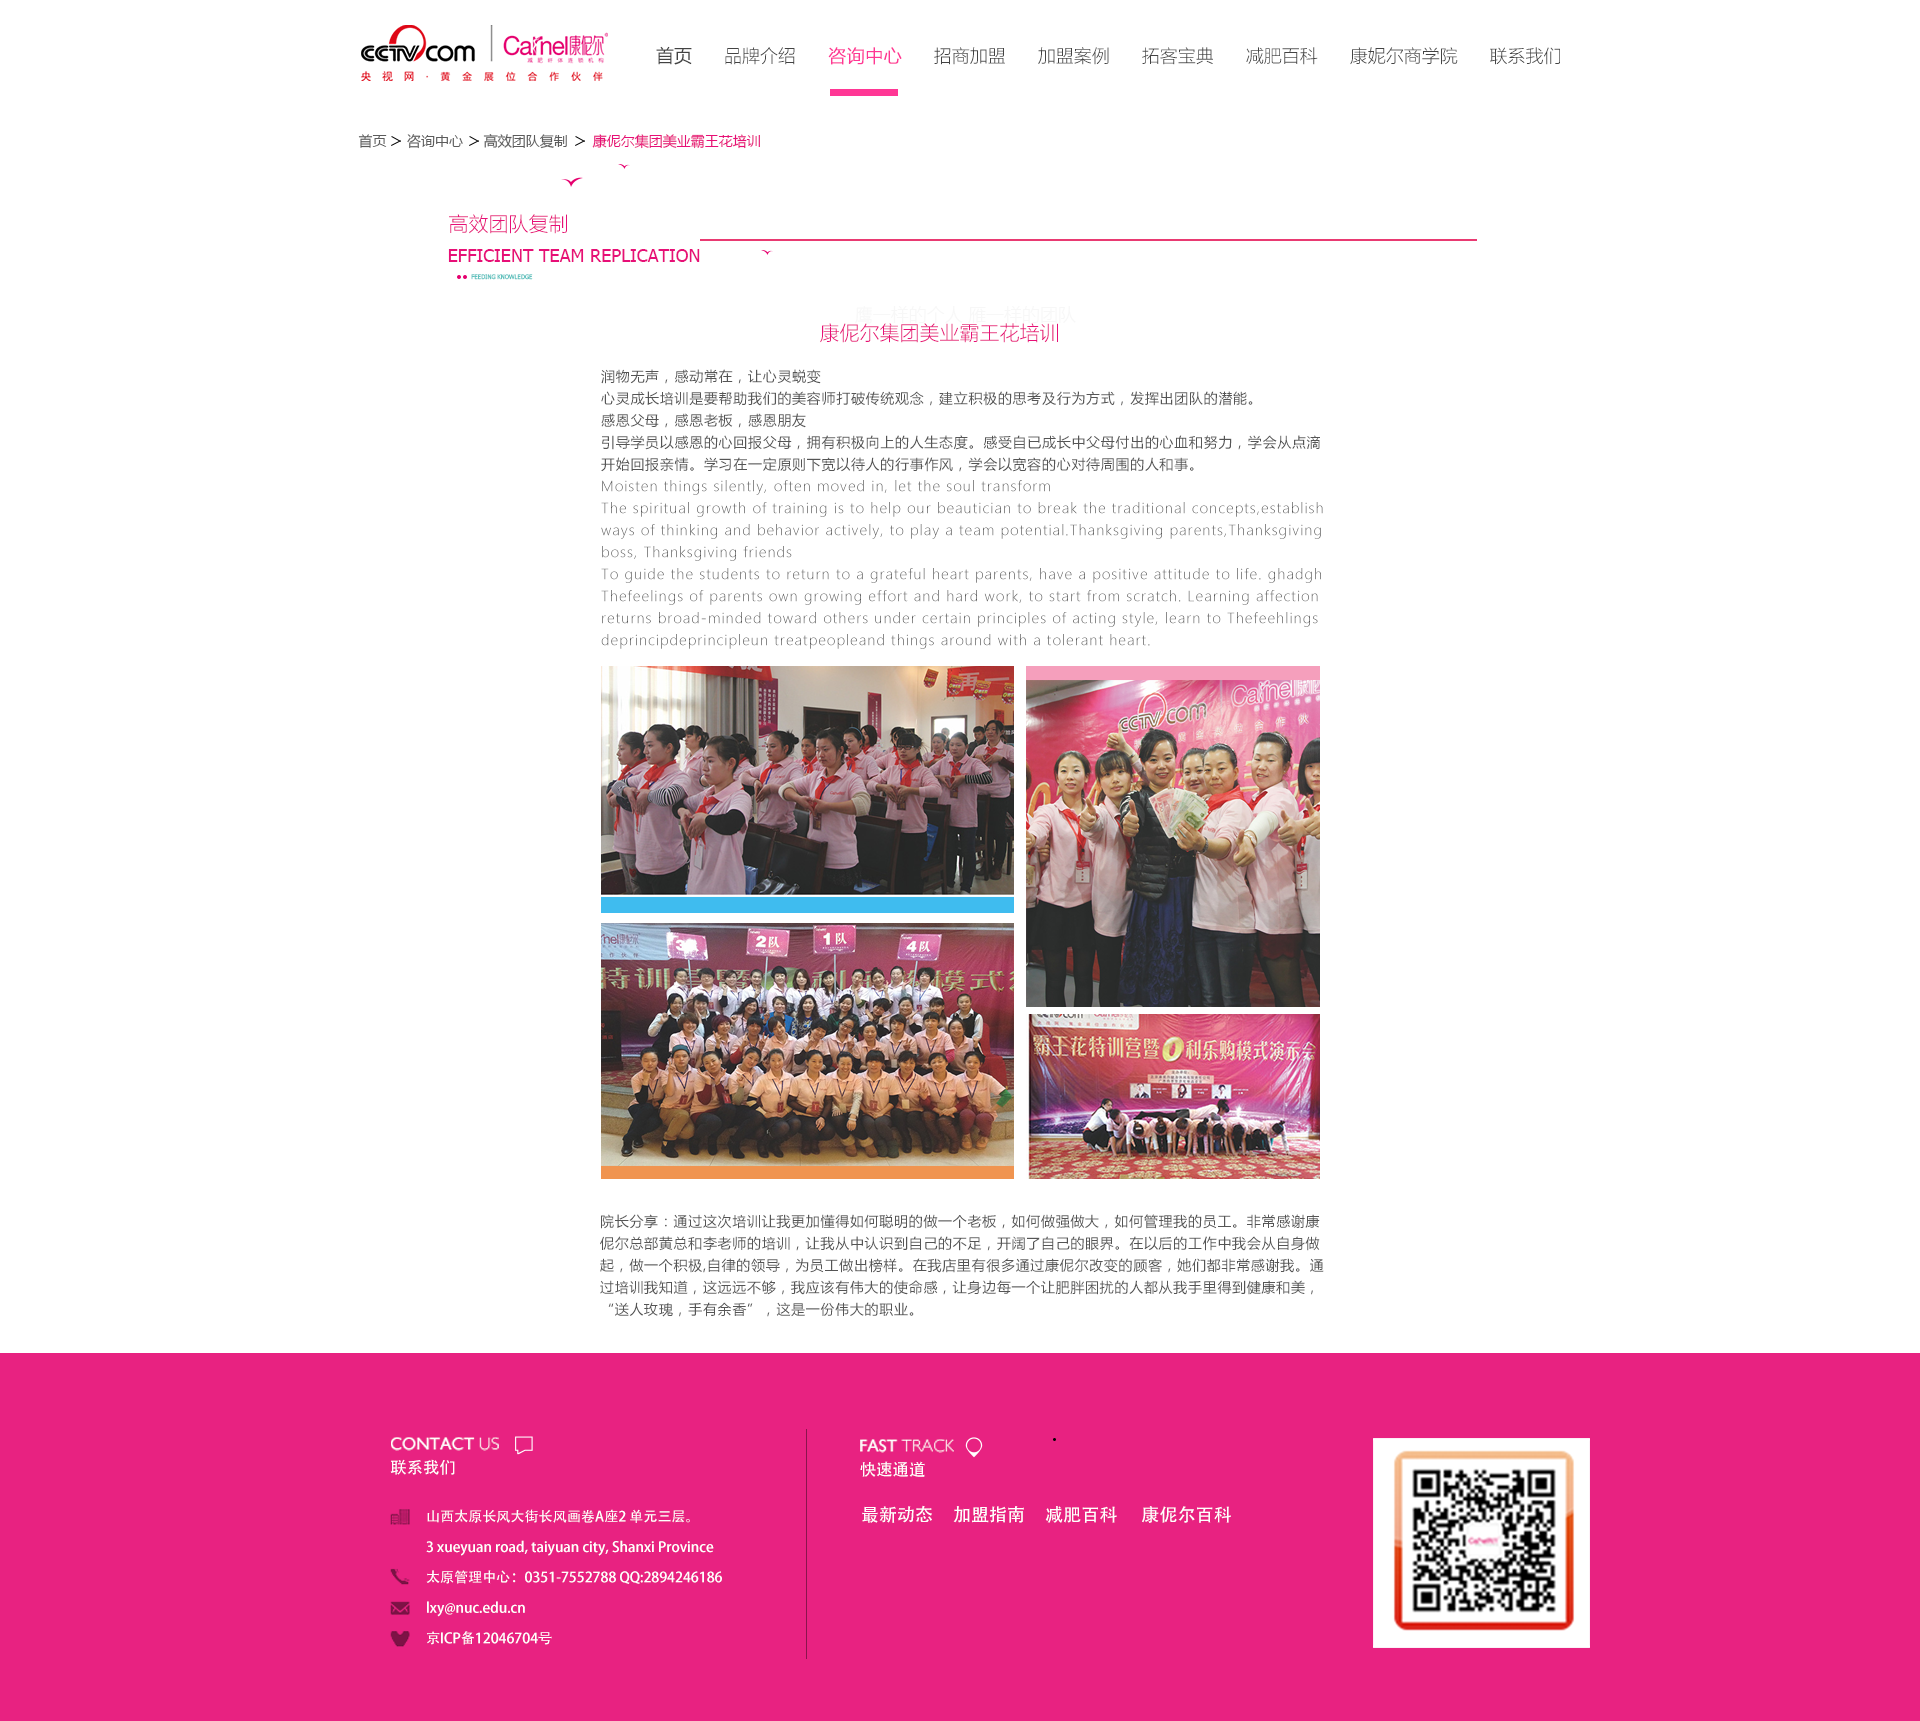 CCTV.com Carnel康伲尔
减肥纤体连锁机构
央视网·黄金展位合作伙伴
首页 品牌介绍 咨询中心 招商加盟 加盟案例 拓客宝典 减肥百科 康妮尔商学院 联系我们
首页 > 咨询中心 > 高效团队复制 > 康伲尔集团美业霸王花培训
高效团队复制
EFFICIENT TEAM REPLICATION
FEEDING KNOWLEDGE
康伲尔集团美业霸王花培训
润物无声，感动常在，让心灵蜕变
心灵成长培训是要帮助我们的美容师打破传统观念，建立积极的思考及行为方式，发挥出团队的潜能。
感恩父母，感恩老板，感恩朋友
引导学员以感恩的心回报父母，拥有积极向上的人生态度。感受自已成长中父母付出的心血和努力，学会从点滴
开始回报亲情。学习在一定原则下宽以待人的行事作风，学会以宽容的心对待周围的人和事。
Moisten things silently, often moved in, let the soul transform
The spiritual growth of training is to help our beautician to break the traditional concepts,establish
ways of thinking and behavior actively, to play a team potential.Thanksgiving parents,Thanksgiving
boss, Thanksgiving friends
To guide the students to return to a grateful heart parents, have a positive attitude to life. ghadgh
Thefeelings of parents own growing effort and hard work, to start from scratch. Learning affection
returns broad-minded toward others under certain principles of acting style, learn to Thefeehlings
deprincipdeprincipleun treatpeopleand things around with a tolerant heart.
Carnel康伲
CCTV.com
2队 1队 4队
霸王花特训营暨0利乐购模式演示会
院长分享：通过这次培训让我更加懂得如何聪明的做一个老板，如何做强做大，如何管理我的员工。非常感谢康
伲尔总部黄总和李老师的培训，让我从中认识到自己的不足，开阔了自己的眼界。在以后的工作中我会从自身做
起，做一个积极,自律的领导，为员工做出榜样。在我店里有很多通过康伲尔改变的顾客，她们都非常感谢我。通
过培训我知道，这远远不够，我应该有伟大的使命感，让身边每一个让肥胖困扰的人都从我手里得到健康和美，
“送人玫瑰，手有余香”，这是一份伟大的职业。
CONTACT US
联系我们
山西太原长风大街长风画卷A座2 单元三层。
3 xueyuan road, taiyuan city, Shanxi Province
太原管理中心：0351-7552788 QQ:2894246186
lxy@nuc.edu.cn
京ICP备12046704号
FAST TRACK
快速通道
最新动态 加盟指南 减肥百科 康伲尔百科